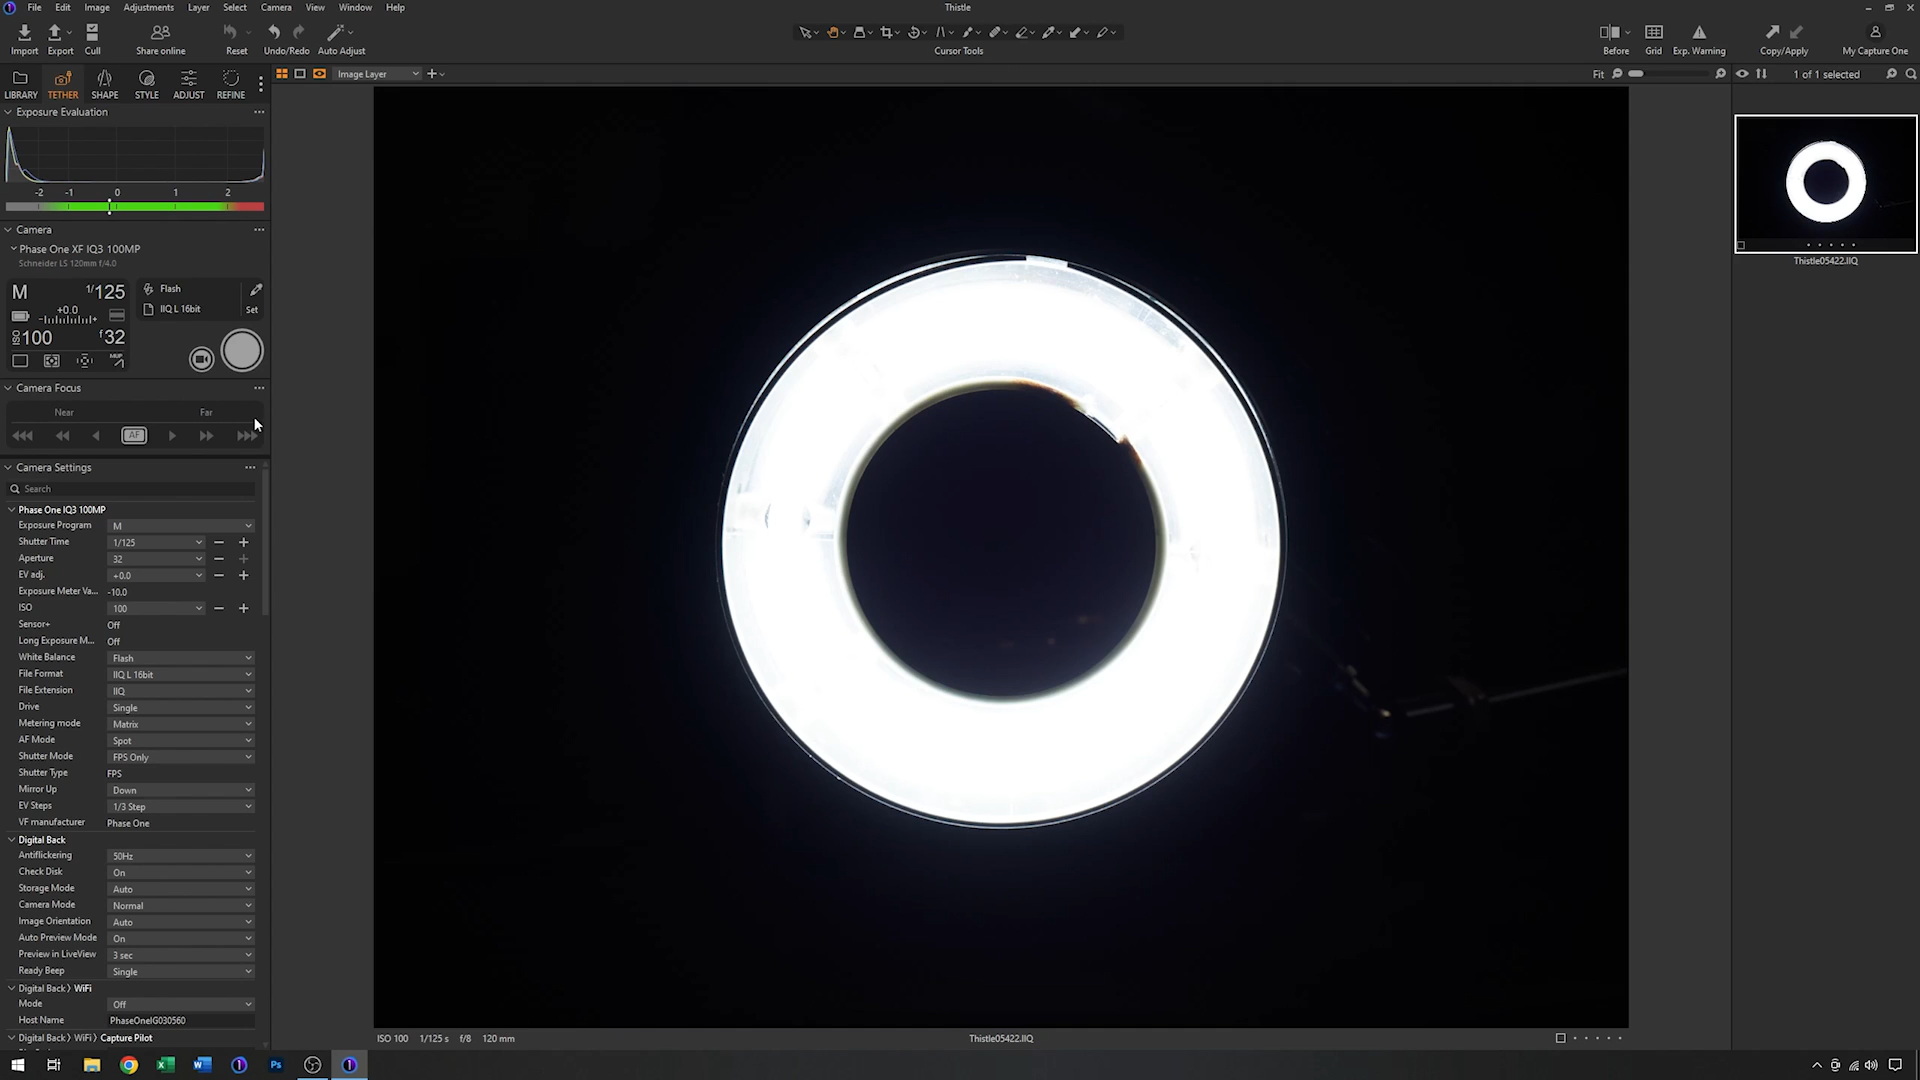 File Edit Image Adjustments Layer Select Camera View Window Help
Thistle
Import Export Cull Share online Reset Undo/Redo Auto Adjust
Cursor Tools
Before Grid Exp. Warning Copy/Apply My Capture One
LIBRARY TETHER SHAPE STYLE ADJUST REFINE
Image Layer
Fit
1 of 1 selected
Exposure Evaluation
-2 -1 0 1 2
Camera
Phase One XF IQ3 100MP
Schneider LS 120mm f/4.0
M 1/125
+0.0
ISO 100 f 32
MUP
Flash
IIQ L 16bit
Set
Camera Focus
Near Far
AF
Camera Settings
Search
Phase One IQ3 100MP
Exposure Program M
Shutter Time 1/125
Aperture 32
EV adj. +0.0
Exposure Meter Va... -10.0
ISO 100
Sensor+ Off
Long Exposure M... Off
White Balance Flash
File Format IIQ L 16bit
File Extension IIQ
Drive Single
Metering mode Matrix
AF Mode Spot
Shutter Mode FPS Only
Shutter Type FPS
Mirror Up Down
EV Steps 1/3 Step
VF manufacturer Phase One
Digital Back
Antiflickering 50Hz
Check Disk On
Storage Mode Auto
Camera Mode Normal
Image Orientation Auto
Auto Preview Mode On
Preview in LiveView 3 sec
Ready Beep Single
Digital Back 〉 WiFi
Mode Off
Host Name PhaseOneIG030560
Digital Back 〉 WiFi 〉 Capture Pilot
Thistle05422.IIQ
ISO 100 1/125 s f/8 120 mm
Thistle05422.IIQ